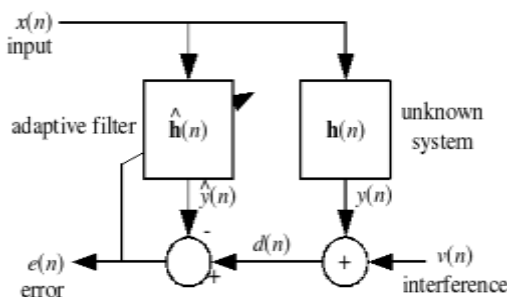 x(n)
input
adaptive filter
ĥ(n)
h(n)
unknown
system
ŷ(n)
y(n)
-
d(n)
+
+
e(n)
error
v(n)
interference